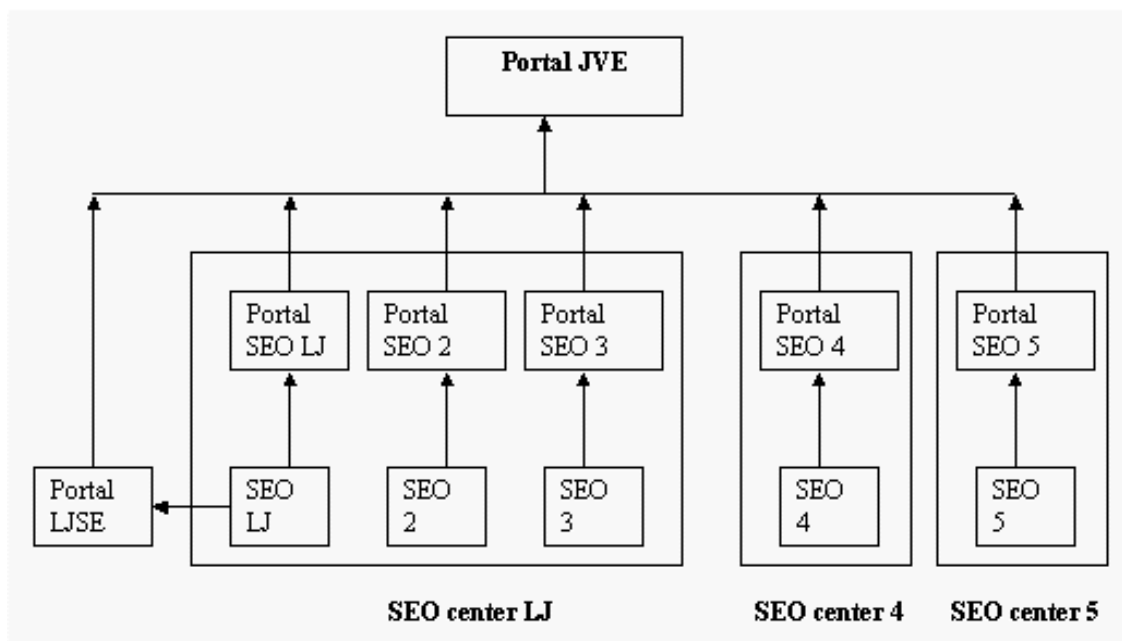 Portal JVE
Portal
SEO LJ
Portal
SEO 2
Portal
SEO 3
Portal
SEO 4
Portal
SEO 5
Portal
LJSE
SEO
LJ
SEO
2
SEO
3
SEO
4
SEO
5
SEO center LJ
SEO center 4
SEO center 5